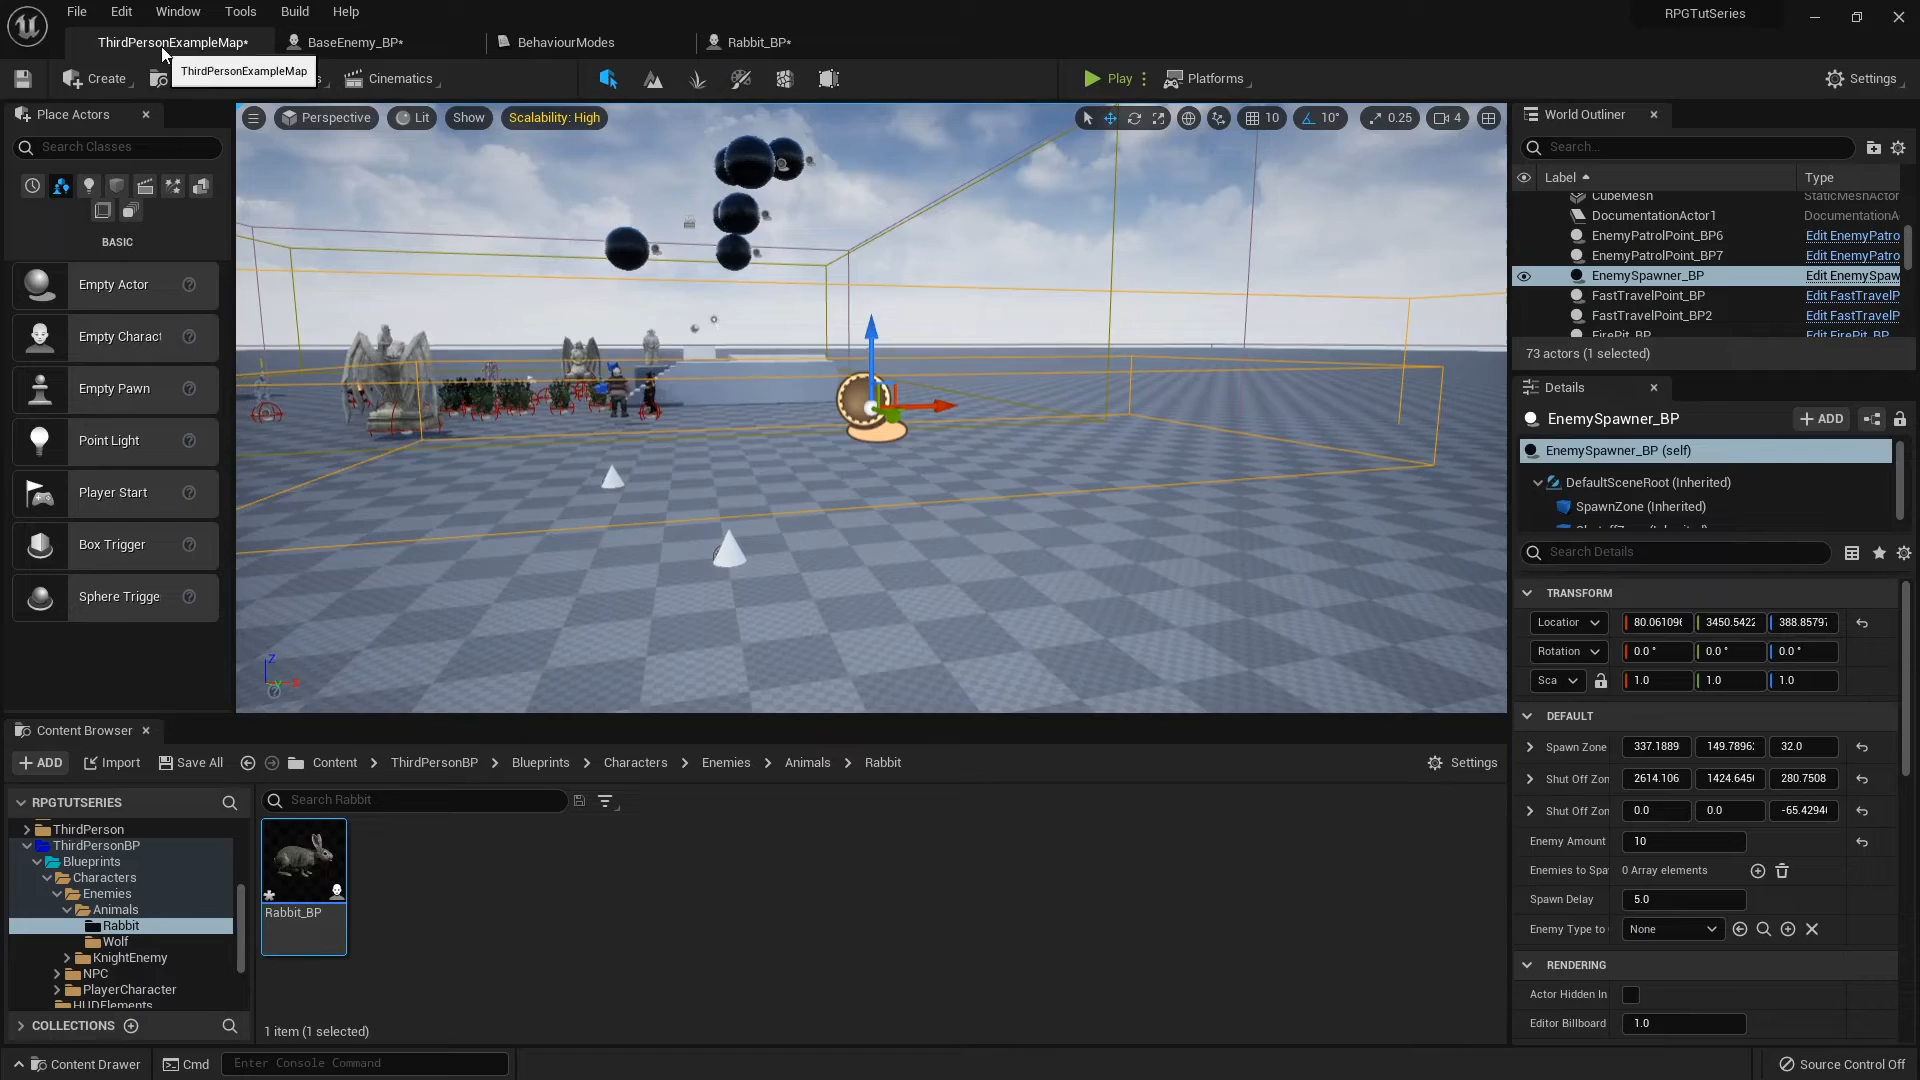 File Edit Window Tools Build Help
RPGTutSeries
ThirdPersonExampleMap*
BaseEnemy_BP*
BehaviourModes
Rabbit_BP*
ThirdPersonExampleMap
Create
Cinematics
Play
Platforms
Settings
Place Actors
Search Classes
BASIC
Empty Actor
Empty Charact
Empty Pawn
Point Light
Player Start
Box Trigger
Sphere Trigge
Perspective
Lit
Show
Scalability: High
10
10°
0.25
4
World Outliner
Search...
Label
Type
CubeMesh StaticMeshActor
DocumentationActor1 DocumentationA
EnemyPatrolPoint_BP6 Edit EnemyPatro
EnemyPatrolPoint_BP7 Edit EnemyPatro
EnemySpawner_BP Edit EnemySpaw
FastTravelPoint_BP Edit FastTravelP
FastTravelPoint_BP2 Edit FastTravelP
FirePit_BP Edit FirePit_BP
73 actors (1 selected)
Details
EnemySpawner_BP
ADD
EnemySpawner_BP (self)
DefaultSceneRoot (Inherited)
SpawnZone (Inherited)
Search Details
TRANSFORM
Locatior 3450.5422
Rotation 0.0 ° 0.0 ° 0.0 °
Sca 1.0 1.0 1.0
DEFAULT
Spawn Zone 337.1889 32.0
Shut Off Zon 2614.106 280.7508
Shut Off Zon 0.0 0.0
Enemy Amount 10
Enemies to Spa 0 Array elements
Spawn Delay 5.0
Enemy Type to None
RENDERING
Actor Hidden In
Editor Billboard 1.0
Content Browser
ADD
Import
Save All
Content > ThirdPersonBP > Blueprints > Characters > Enemies > Animals > Rabbit
Settings
RPGTUTSERIES
ThirdPerson
ThirdPersonBP
Blueprints
Characters
Enemies
Animals
Rabbit
Wolf
KnightEnemy
NPC
PlayerCharacter
HUDElements
COLLECTIONS
Search Rabbit
Rabbit_BP
1 item (1 selected)
Content Drawer
Cmd
Enter Console Command
Source Control Off